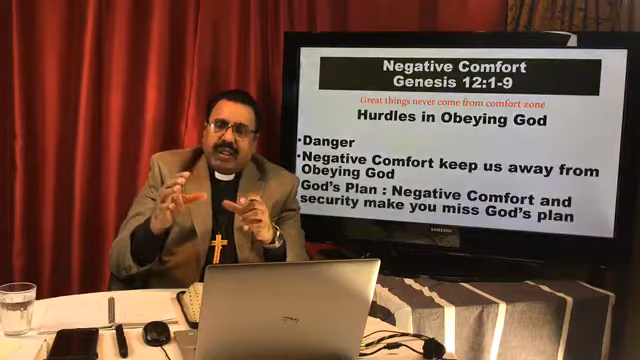 Negative Comfort
Genesis 12:1-9
Great things never come from comfort zone
Hurdles in Obeying God
•Danger
•Negative Comfort keep us away from
Obeying God
God's Plan : Negative Comfort and
security make you miss God's plan
SAMSUNG